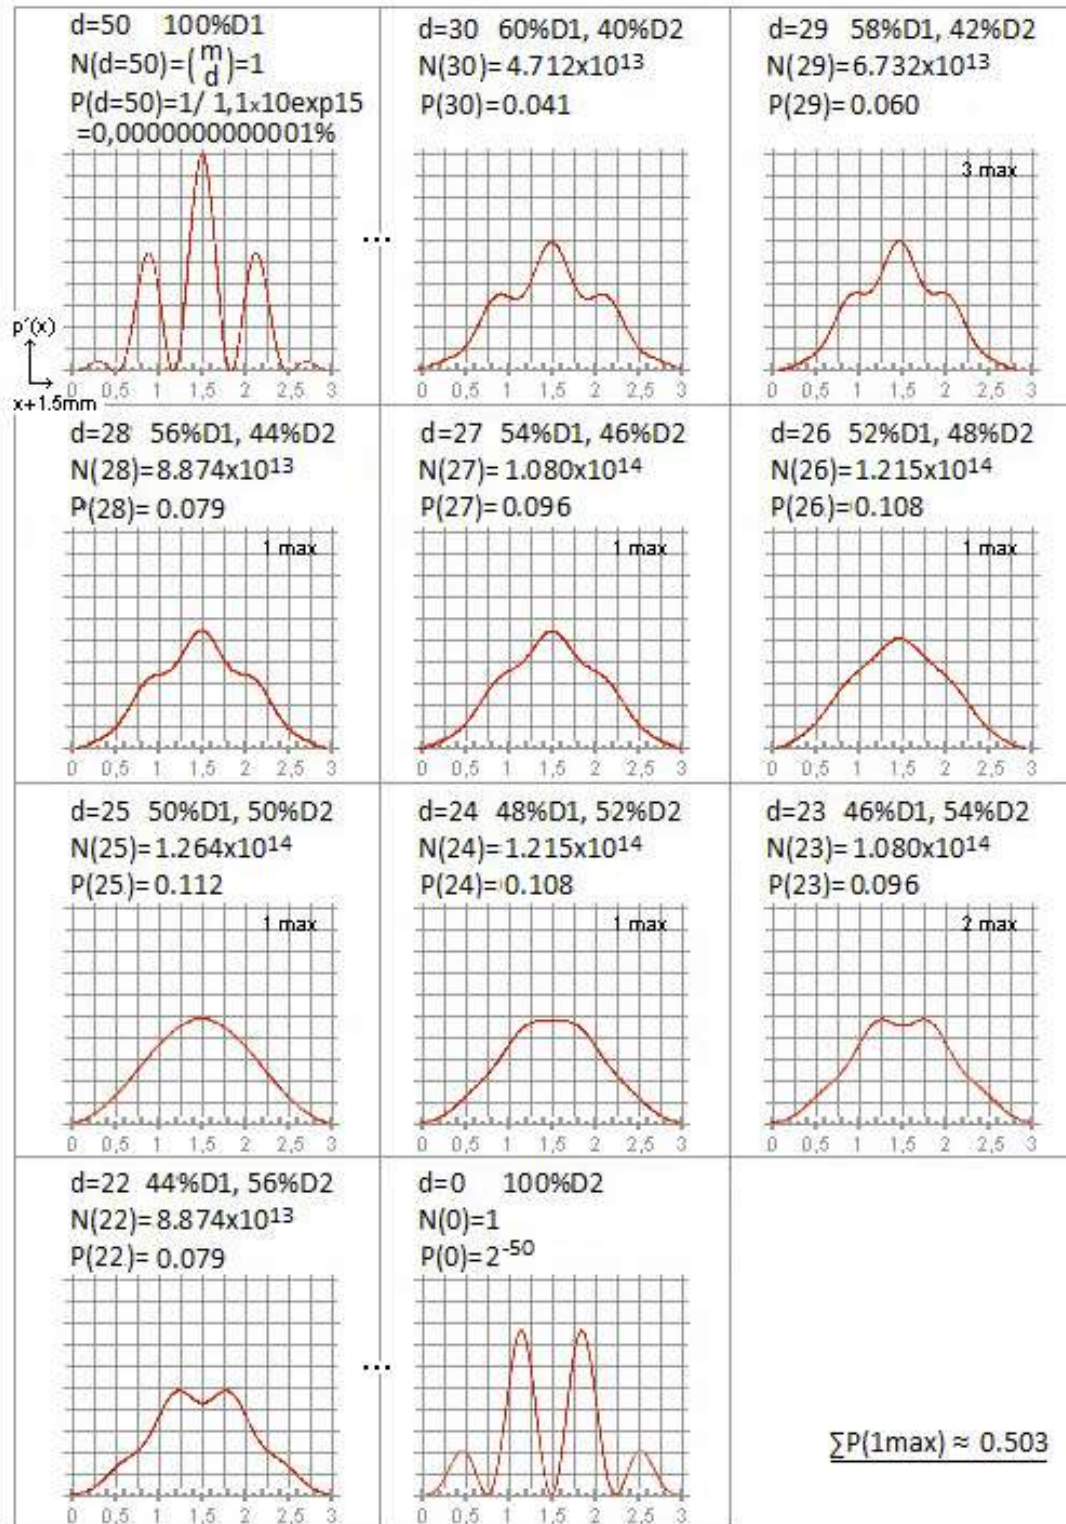 d=50 100%D1
N(d=50)=(m d)=1
P(d=50)=1/ 1,1x10exp15
=0,0000000000001%
p'(x)
x+1.5mm
0 0,5 1 1,5 2 2,5 3
...
d=30 60%D1, 40%D2
N(30)=4.712x10¹³
P(30)=0.041
0 0,5 1 1,5 2 2,5 3
d=29 58%D1, 42%D2
N(29)=6.732x10¹³
P(29)=0.060
3 max
0 0,5 1 1,5 2 2,5 3
d=28 56%D1, 44%D2
N(28)=8.874x10¹³
P(28)=0.079
1 max
0 0,5 1 1,5 2 2,5 3
d=27 54%D1, 46%D2
N(27)=1.080x10¹⁴
P(27)=0.096
1 max
0 0,5 1 1,5 2 2,5 3
d=26 52%D1, 48%D2
N(26)=1.215x10¹⁴
P(26)=0.108
1 max
0 0,5 1 1,5 2 2,5 3
d=25 50%D1, 50%D2
N(25)=1.264x10¹⁴
P(25)=0.112
1 max
0 0,5 1 1,5 2 2,5 3
d=24 48%D1, 52%D2
N(24)=1.215x10¹⁴
P(24)=0.108
1 max
0 0,5 1 1,5 2 2,5 3
d=23 46%D1, 54%D2
N(23)=1.080x10¹⁴
P(23)=0.096
2 max
0 0,5 1 1,5 2 2,5 3
d=22 44%D1, 56%D2
N(22)=8.874x10¹³
P(22)=0.079
0 0,5 1 1,5 2 2,5 3
...
d=0 100%D2
N(0)=1
P(0)=2⁻⁵⁰
0 0,5 1 1,5 2 2,5 3
∑P(1max) ≈ 0.503